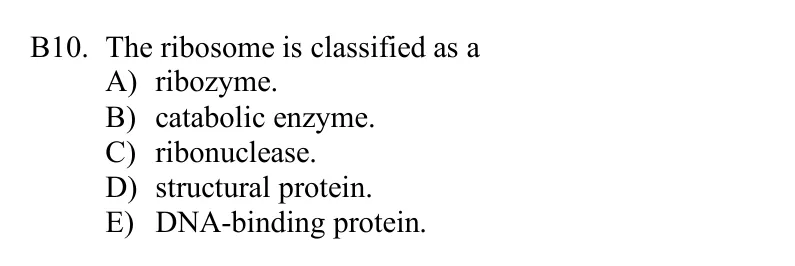 B10. The ribosome is classified as a
A) ribozyme.
B) catabolic enzyme.
C) ribonuclease.
D) structural protein.
E) DNA-binding protein.